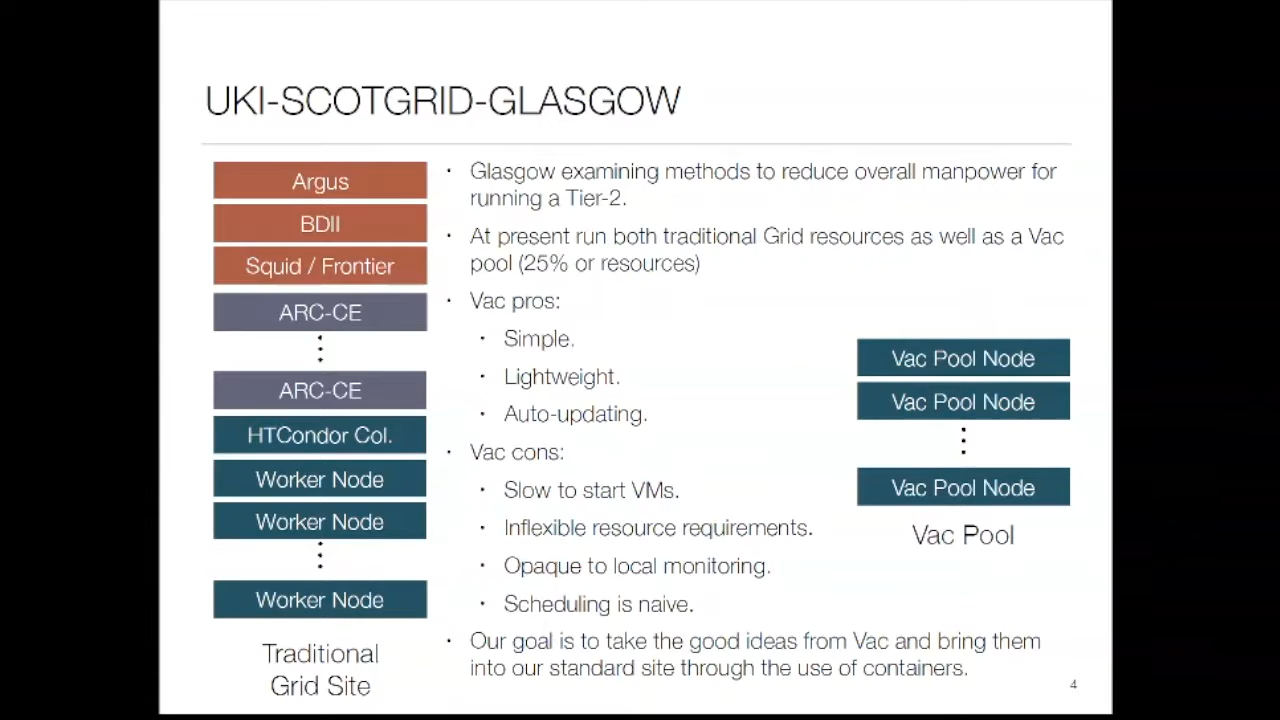 UKI-SCOTGRID-GLASGOW
Argus
BDII
Squid / Frontier
ARC-CE
ARC-CE
HTCondor Col.
Worker Node
Worker Node
Worker Node
Traditional
Grid Site
· Glasgow examining methods to reduce overall manpower for
running a Tier-2.
· At present run both traditional Grid resources as well as a Vac
pool (25% or resources)
· Vac pros:
· Simple.
· Lightweight.
· Auto-updating.
· Vac cons:
· Slow to start VMs.
· Inflexible resource requirements.
· Opaque to local monitoring.
· Scheduling is naive.
· Our goal is to take the good ideas from Vac and bring them
into our standard site through the use of containers.
Vac Pool Node
Vac Pool Node
Vac Pool Node
Vac Pool
4